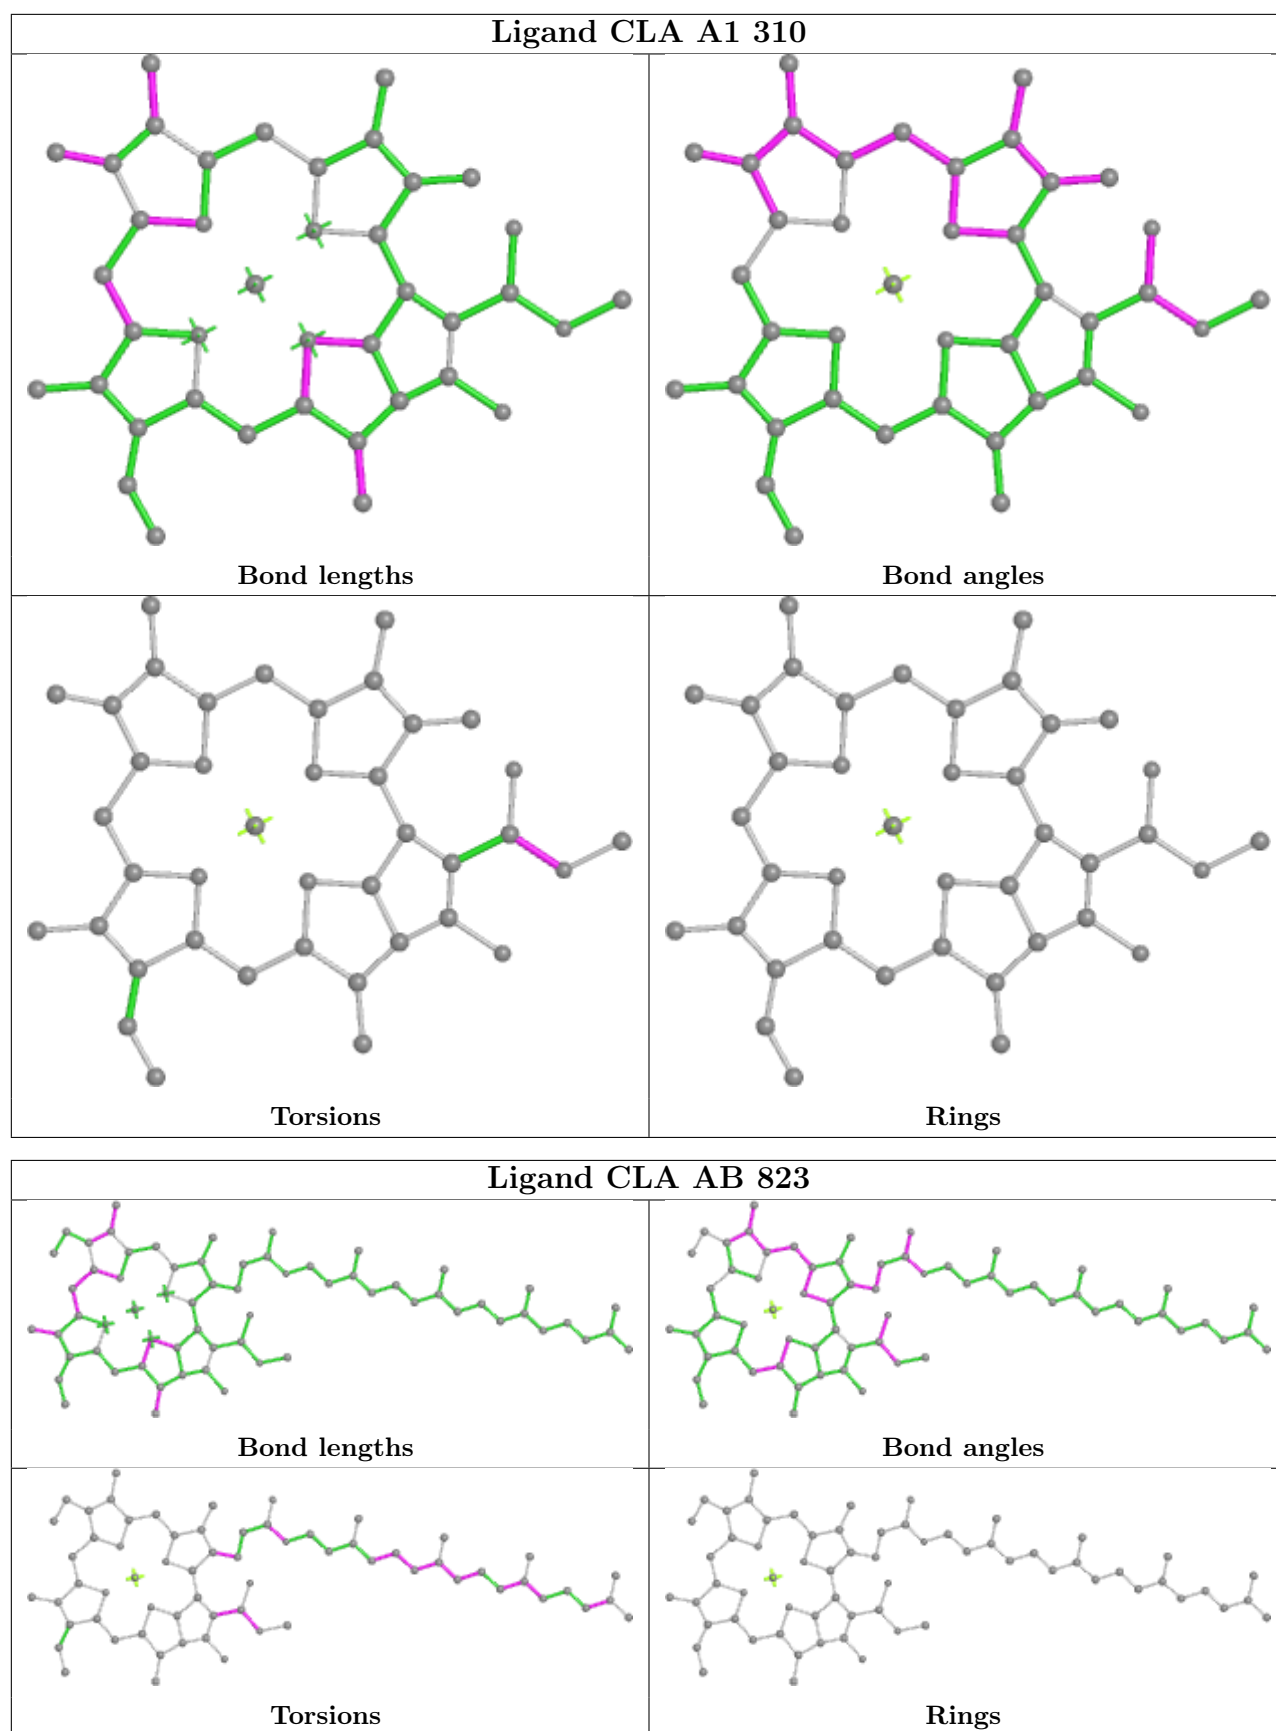 Ligand CLA A1 310
Bond lengths
Bond angles
Torsions
Rings
Ligand CLA AB 823
Bond lengths
Bond angles
Torsions
Rings